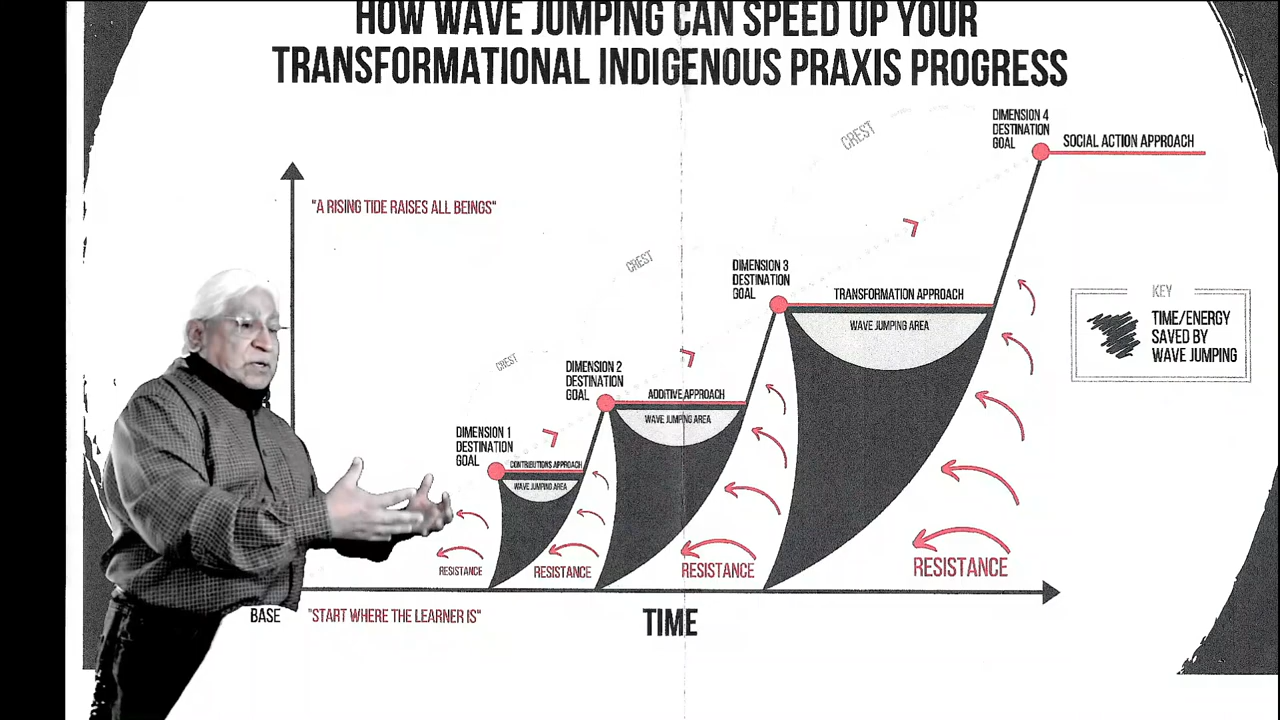 HOW WAVE JUMPING CAN SPEED UP YOUR
TRANSFORMATIONAL INDIGENOUS PRAXIS PROGRESS
DIMENSION 4
DESTINATION
GOAL
SOCIAL ACTION APPROACH
CREST
"A RISING TIDE RAISES ALL BEINGS"
CREST
DIMENSION 3
DESTINATION
GOAL
TRANSFORMATION APPROACH
WAVE JUMPING AREA
KEY
TIME/ENERGY
SAVED BY
WAVE JUMPING
CREST
DIMENSION 2
DESTINATION
GOAL
ADDITIVE APPROACH
WAVE JUMPING AREA
DIMENSION 1
DESTINATION
GOAL
CONTRIBUTIONS APPROACH
WAVE JUMPING AREA
RESISTANCE
RESISTANCE
RESISTANCE
RESISTANCE
BASE
"START WHERE THE LEARNER IS"
TIME